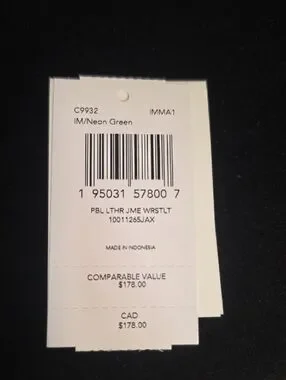 C9932 IMMA1
IM/Neon Green
1 95031 57800 7
PBL LTHR JME WRSTLT
10011265JAX
MADE IN INDONESIA
COMPARABLE VALUE
$178.00
CAD
$178.00